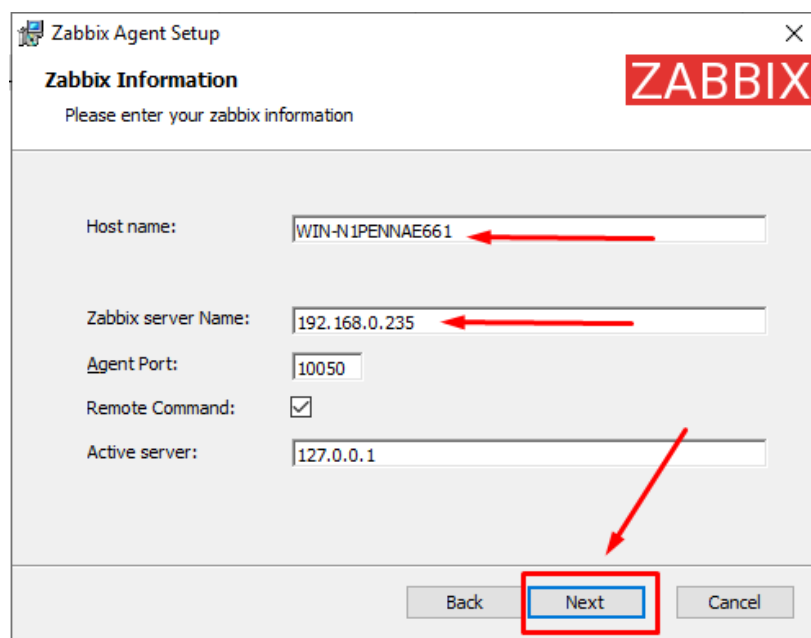 Zabbix Agent Setup
Zabbix Information
ZABBIX
Please enter your zabbix information
Host name:
WIN-N1PENNAE661
Zabbix server Name:
192.168.0.235
Agent Port:
10050
Remote Command:
Active server:
127.0.0.1
Back
Next
Cancel